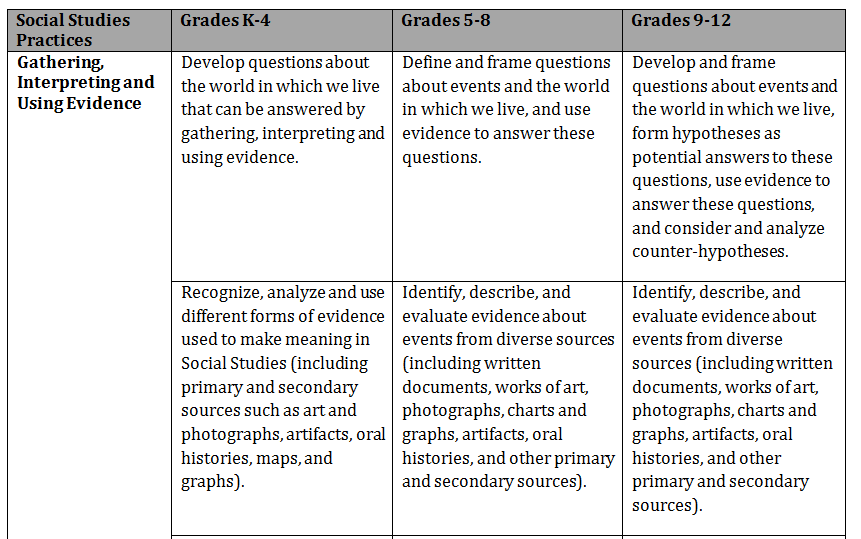 Social Studies
Practices
Grades K-4
Grades 5-8
Grades 9-12
Gathering,
Interpreting and
Using Evidence
Develop questions about
the world in which we live
that can be answered by
gathering, interpreting and
using evidence.
Define and frame questions
about events and the world
in which we live, and use
evidence to answer these
questions.
Develop and frame
questions about events and
the world in which we live,
form hypotheses as
potential answers to these
questions, use evidence to
answer these questions,
and consider and analyze
counter-hypotheses.
Recognize, analyze and use
different forms of evidence
used to make meaning in
Social Studies (including
primary and secondary
sources such as art and
photographs, artifacts, oral
histories, maps, and
graphs).
Identify, describe, and
evaluate evidence about
events from diverse sources
(including written
documents, works of art,
photographs, charts and
graphs, artifacts, oral
histories, and other primary
and secondary sources).
Identify, describe, and
evaluate evidence about
events from diverse
sources (including written
documents, works of art,
photographs, charts and
graphs, artifacts, oral
histories, and other
primary and secondary
sources).